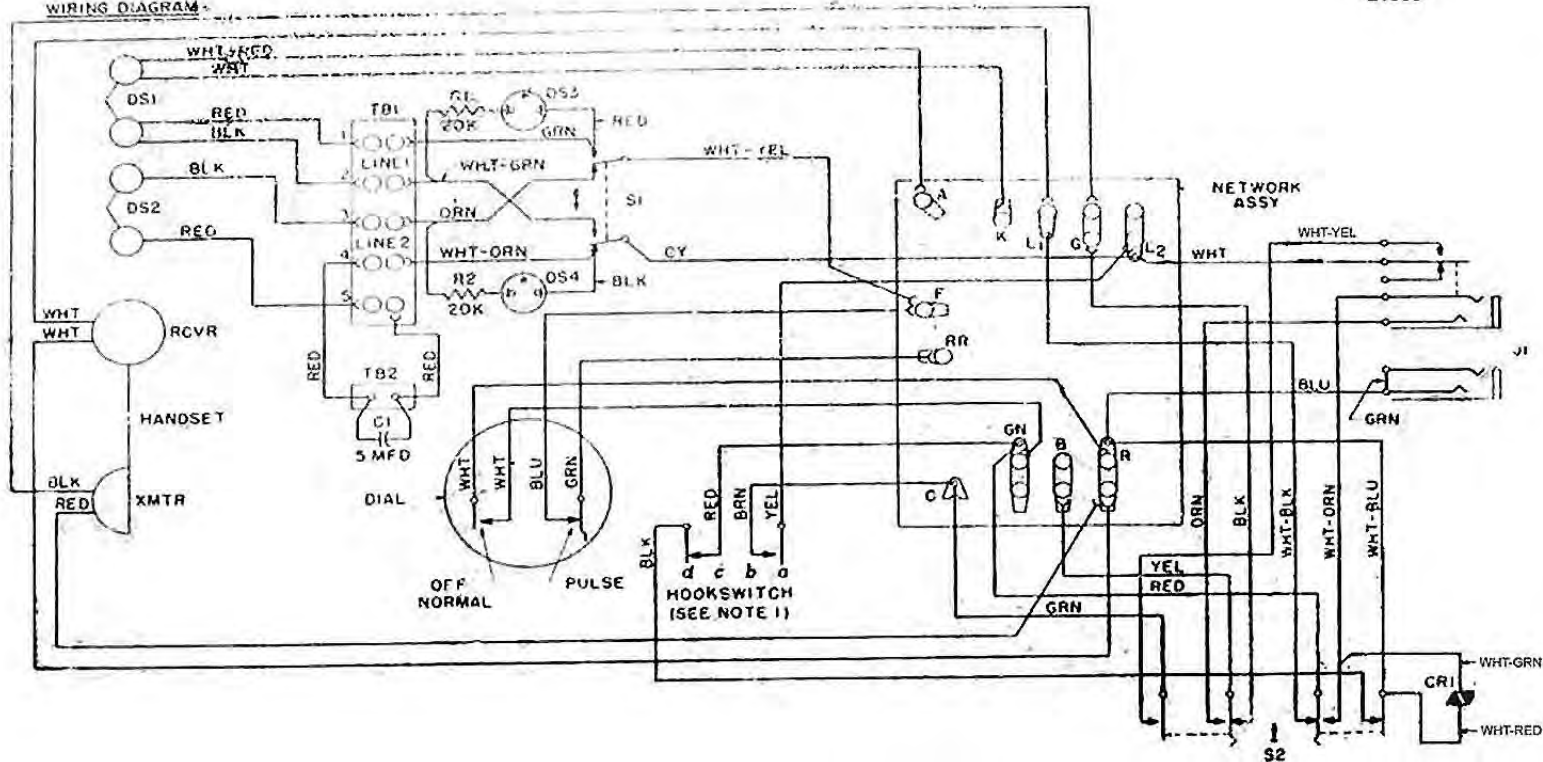 WIRING DIAGRAM
WHT-RED
WHT
DS1
RED
BLK
BLK
DS2
RED
TB1
1
LINE 1
2
3
LINE 2
4
5
R1
20K
DS3
GRN
RED
WHT-GRN
ORN
WHT-ORN
S1
WHT-YEL
CY
R2
20K
DS4
BLK
A
K
L1
G
L2
NETWORK
ASSY
WHT-YEL
WHT
F
RR
J1
BLU
GRN
WHT
WHT
RCVR
HANDSET
BLK
RED
XMTR
RED
TB2
RED
C1
5 MFD
DIAL
WHT
WHT
BLU
GRN
OFF
NORMAL
PULSE
GN
B
R
C
BLK
RED
BRN
YEL
d c b a
HOOKSWITCH
(SEE NOTE 1)
ORN
BLK
WHT-BLK
WHT-ORN
WHT-BLU
YEL
RED
GRN
WHT-GRN
CR1
WHT-RED
S2